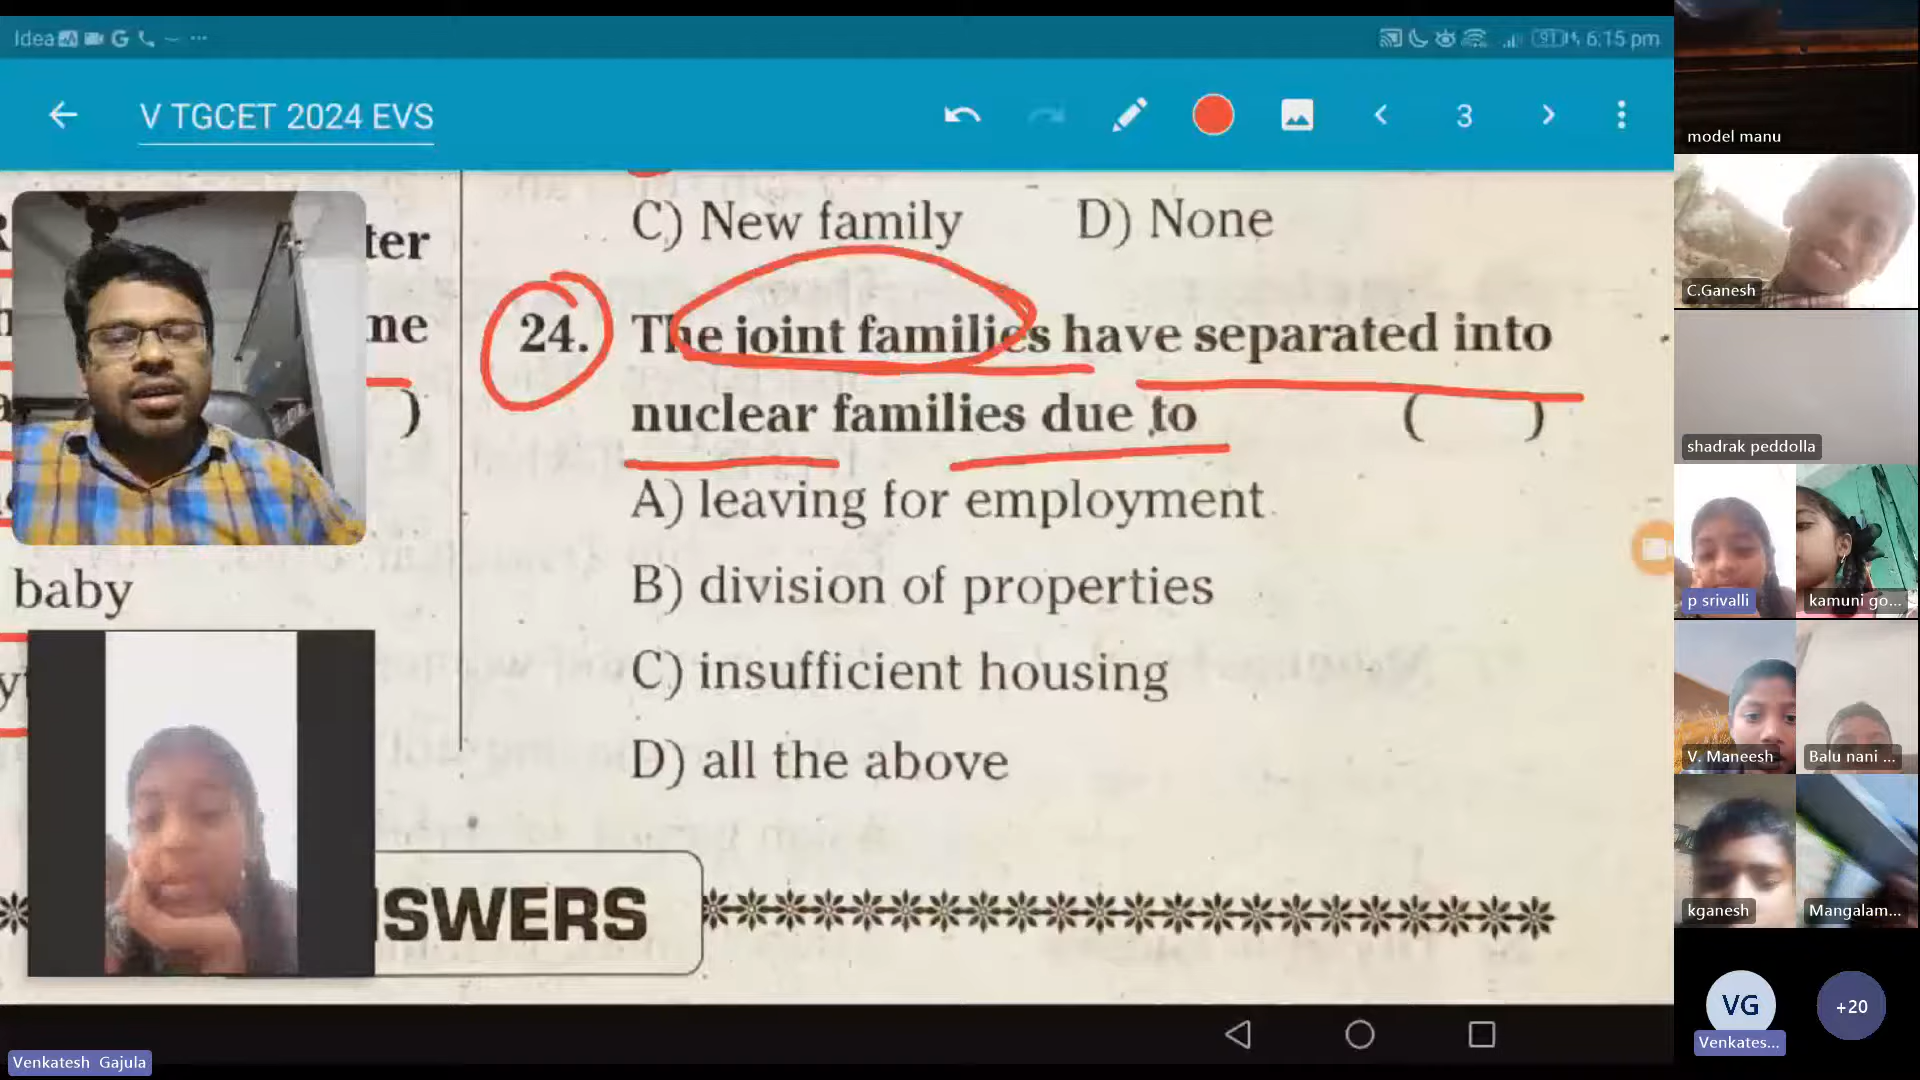 Idea
6:15 pm
V TGCET 2024 EVS
3
model manu
C.Ganesh
shadrak peddolla
p srivalli
kamuni go...
V. Maneesh
Balu nani ...
kganesh
Mangalam...
VG
+20
Venkates...
Venkatesh Gajula
ter
me
)
baby
C) New family D) None
24. The joint families have separated into
nuclear families due to ( )
A) leaving for employment
B) division of properties
C) insufficient housing
D) all the above
SWERS